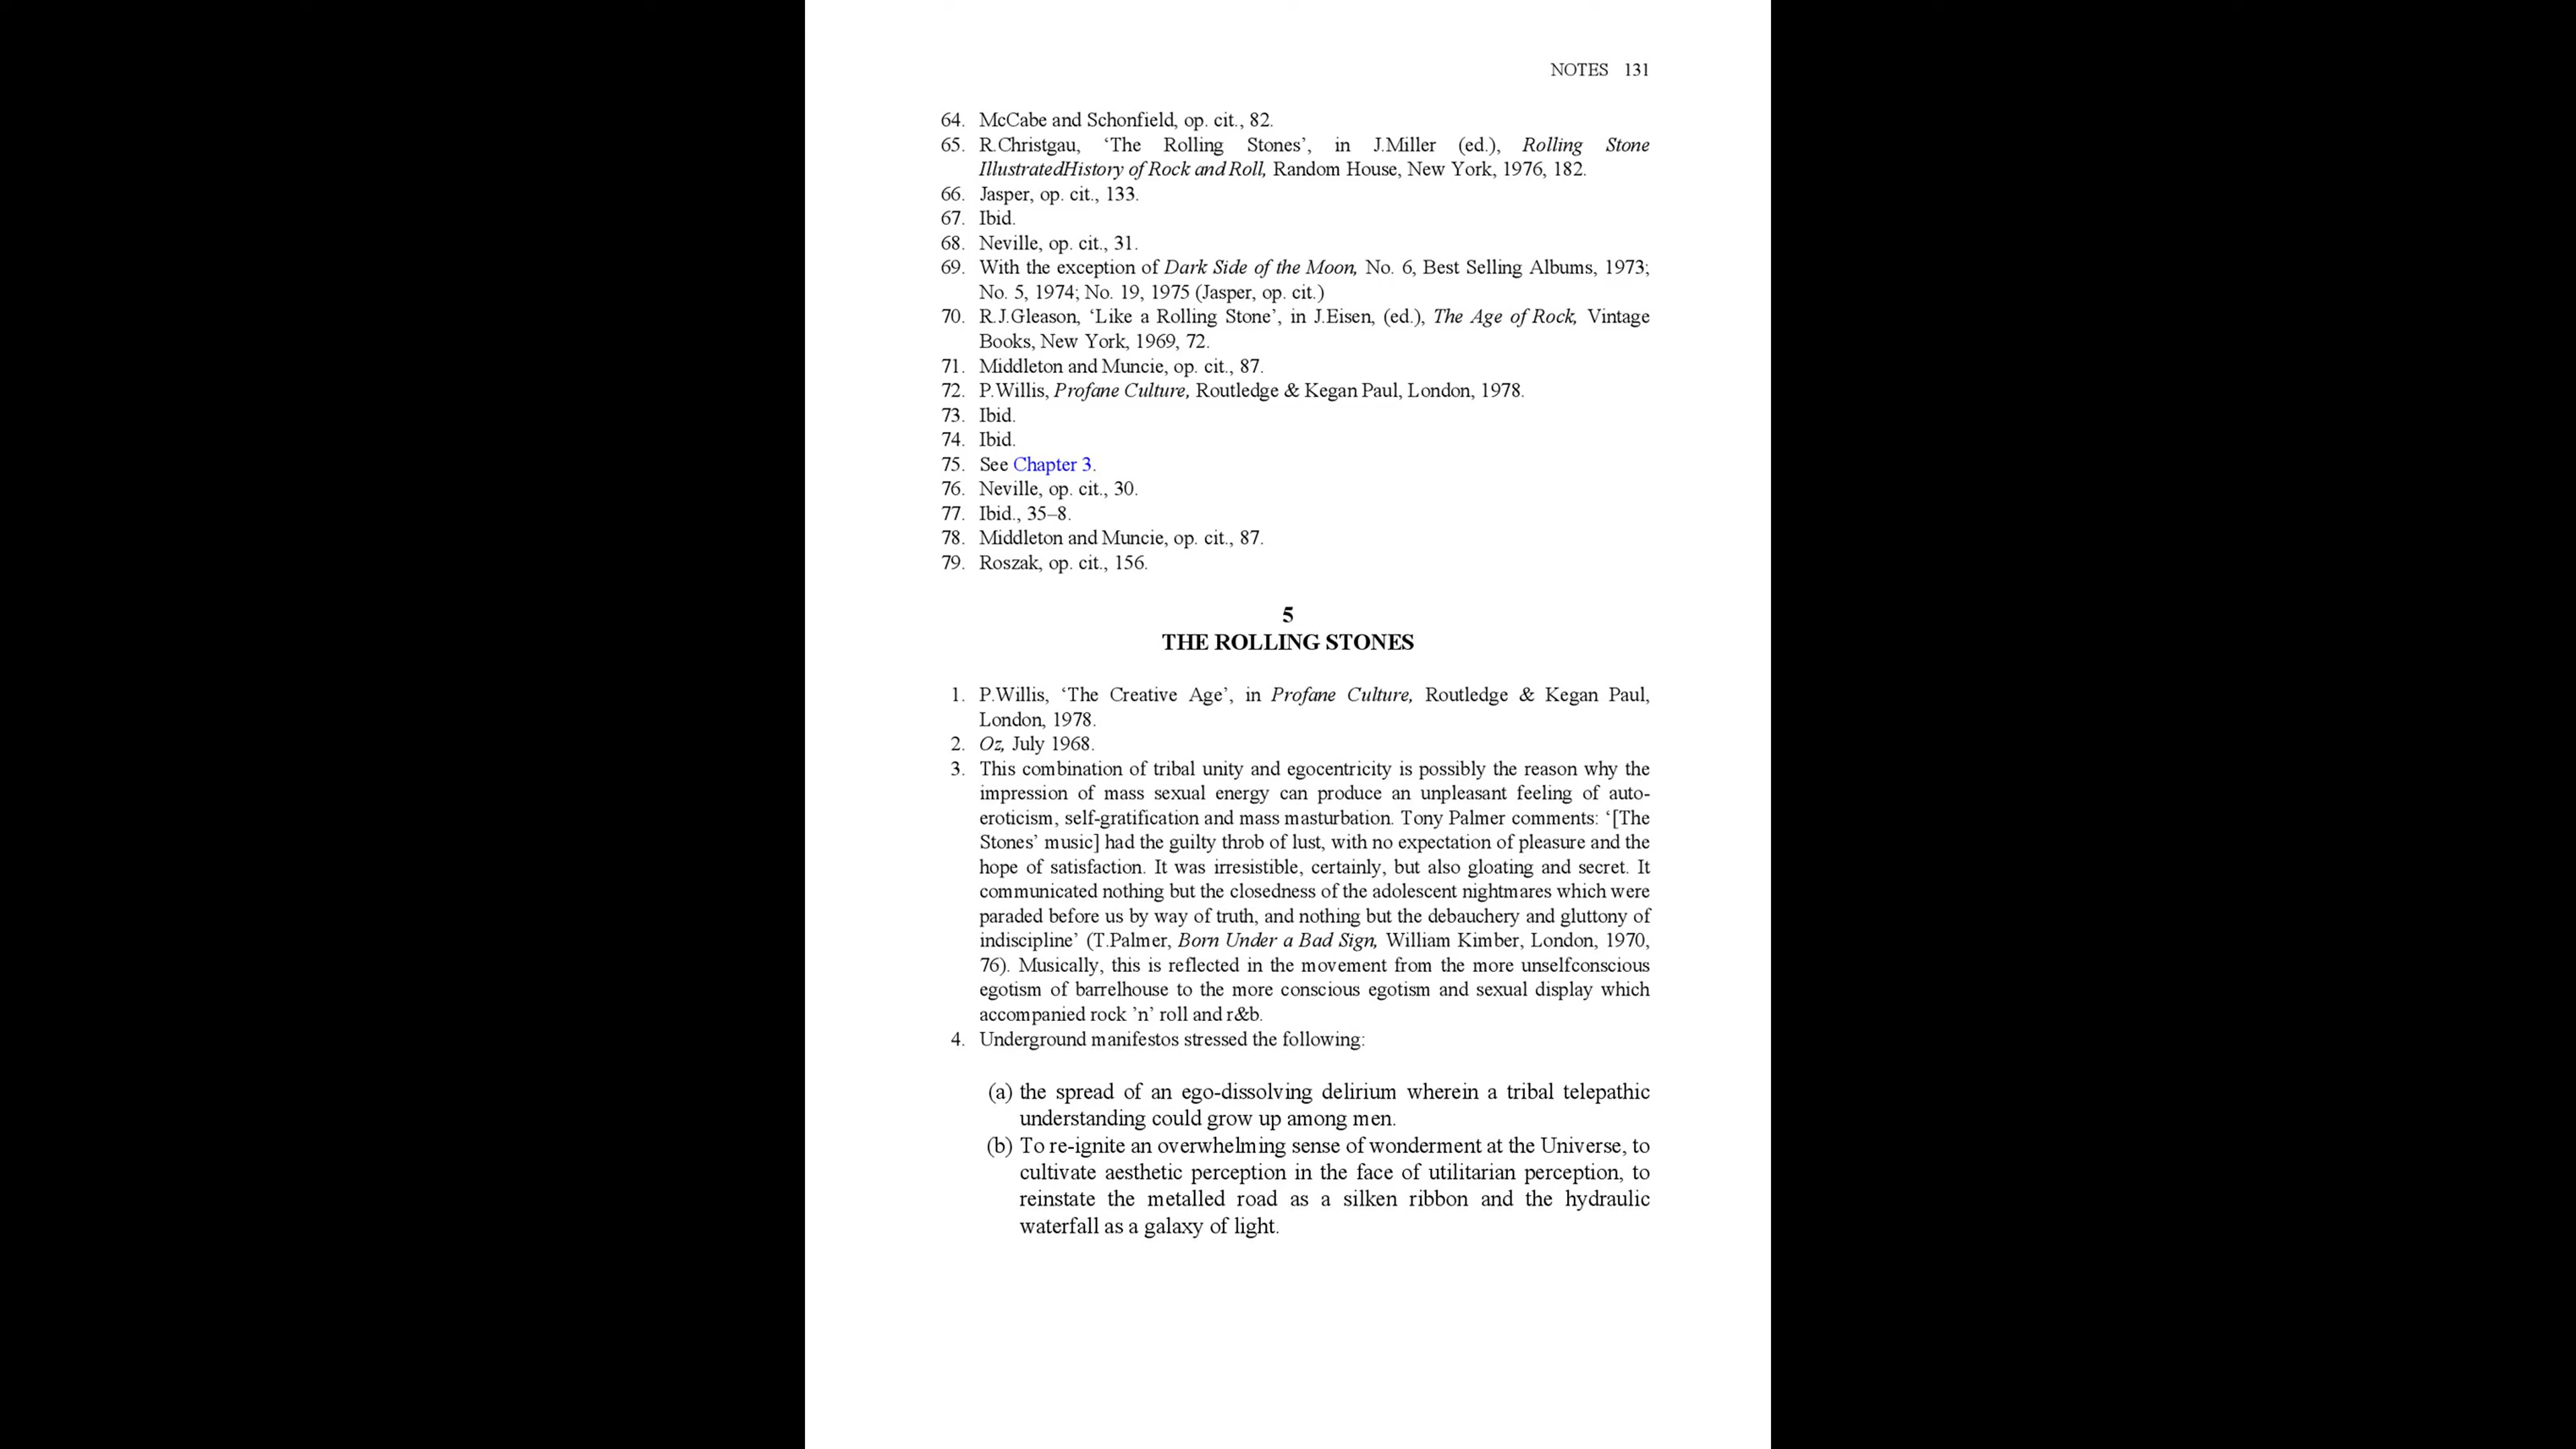 NOTES 131
64. McCabe and Schonfield, op. cit., 82.
65. R.Christgau, ‘The Rolling Stones’, in J.Miller (ed.), Rolling Stone
IllustratedHistory of Rock and Roll, Random House, New York, 1976, 182.
66. Jasper, op. cit., 133.
67. Ibid.
68. Neville, op. cit., 31.
69. With the exception of Dark Side of the Moon, No. 6, Best Selling Albums, 1973;
No. 5, 1974; No. 19, 1975 (Jasper, op. cit.)
70. R.J.Gleason, ‘Like a Rolling Stone’, in J.Eisen, (ed.), The Age of Rock, Vintage
Books, New York, 1969, 72.
71. Middleton and Muncie, op. cit., 87.
72. P.Willis, Profane Culture, Routledge & Kegan Paul, London, 1978.
73. Ibid.
74. Ibid.
75. See Chapter 3.
76. Neville, op. cit., 30.
77. Ibid., 35–8.
78. Middleton and Muncie, op. cit., 87.
79. Roszak, op. cit., 156.
5
THE ROLLING STONES
1. P.Willis, ‘The Creative Age’, in Profane Culture, Routledge & Kegan Paul,
London, 1978.
2. Oz, July 1968.
3. This combination of tribal unity and egocentricity is possibly the reason why the
impression of mass sexual energy can produce an unpleasant feeling of auto-
eroticism, self-gratification and mass masturbation. Tony Palmer comments: ‘[The
Stones’ music] had the guilty throb of lust, with no expectation of pleasure and the
hope of satisfaction. It was irresistible, certainly, but also gloating and secret. It
communicated nothing but the closedness of the adolescent nightmares which were
paraded before us by way of truth, and nothing but the debauchery and gluttony of
indiscipline’ (T.Palmer, Born Under a Bad Sign, William Kimber, London, 1970,
76). Musically, this is reflected in the movement from the more unselfconscious
egotism of barrelhouse to the more conscious egotism and sexual display which
accompanied rock ’n’ roll and r&b.
4. Underground manifestos stressed the following:
(a) the spread of an ego-dissolving delirium wherein a tribal telepathic
understanding could grow up among men.
(b) To re-ignite an overwhelming sense of wonderment at the Universe, to
cultivate aesthetic perception in the face of utilitarian perception, to
reinstate the metalled road as a silken ribbon and the hydraulic
waterfall as a galaxy of light.